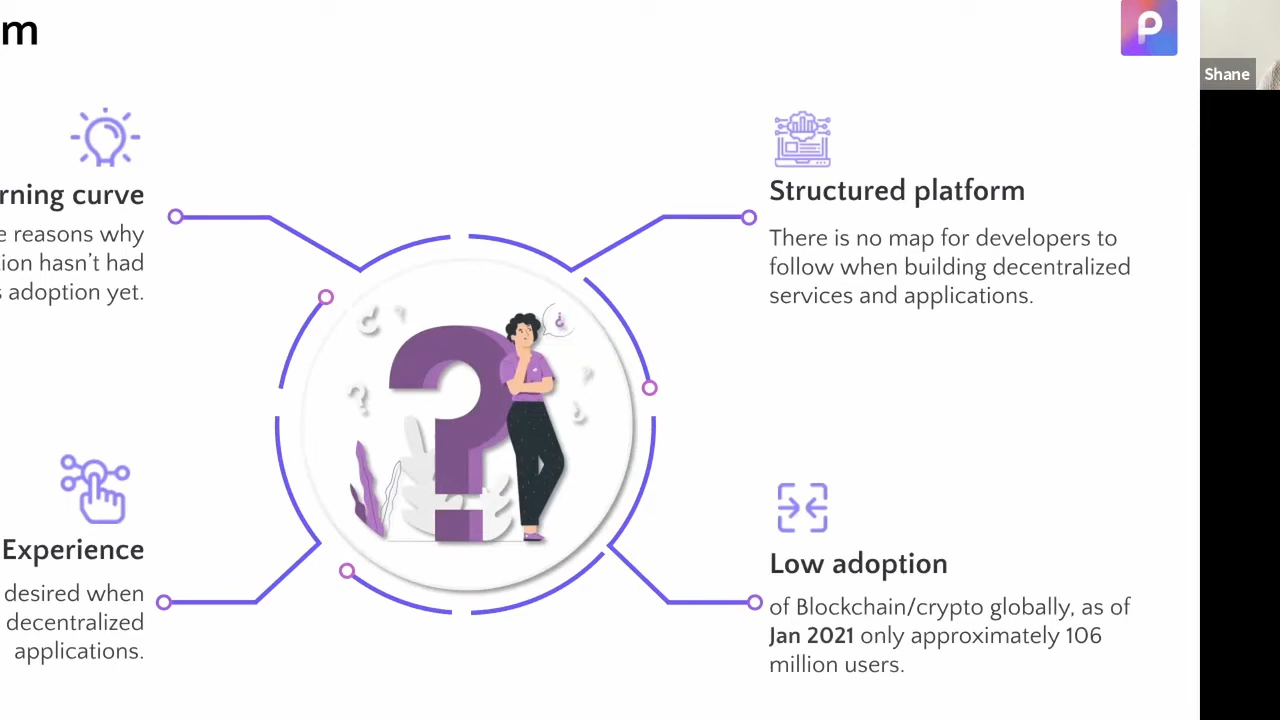 m
Shane
rning curve
e reasons why
ion hasn't had
s adoption yet.
Structured platform
There is no map for developers to
follow when building decentralized
services and applications.
Experience
desired when
decentralized
applications.
Low adoption
of Blockchain/crypto globally, as of
Jan 2021 only approximately 106
million users.